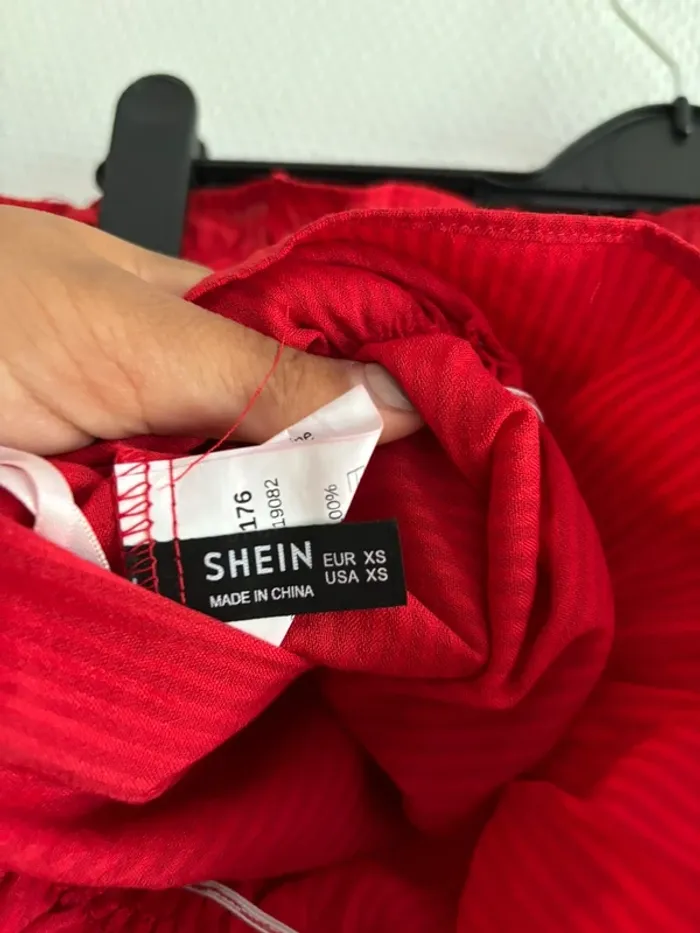 176
19082
00%
SHEIN
EUR XS
USA XS
MADE IN CHINA